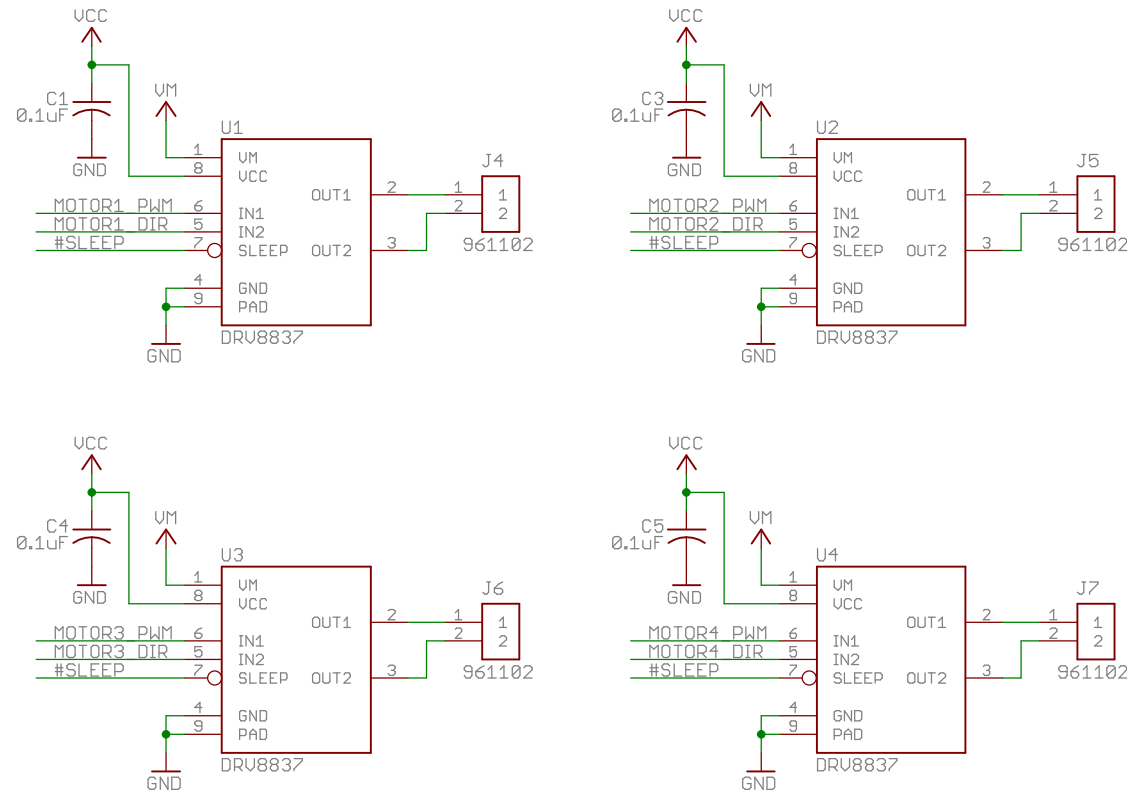 VCC
C1
0.1uF
GND
VM
U1
1 VM
8 VCC
MOTOR1_PWM 6 IN1
MOTOR1_DIR 5 IN2
#SLEEP 7 SLEEP
4 GND
9 PAD
OUT1 2
OUT2 3
GND
DRV8837
J4
1 1
2 2
961102
VCC
C3
0.1uF
GND
VM
U2
1 VM
8 VCC
MOTOR2_PWM 6 IN1
MOTOR2_DIR 5 IN2
#SLEEP 7 SLEEP
4 GND
9 PAD
OUT1 2
OUT2 3
GND
DRV8837
J5
1 1
2 2
961102
VCC
C4
0.1uF
GND
VM
U3
1 VM
8 VCC
MOTOR3_PWM 6 IN1
MOTOR3_DIR 5 IN2
#SLEEP 7 SLEEP
4 GND
9 PAD
OUT1 2
OUT2 3
GND
DRV8837
J6
1 1
2 2
961102
VCC
C5
0.1uF
GND
VM
U4
1 VM
8 VCC
MOTOR4_PWM 6 IN1
MOTOR4_DIR 5 IN2
#SLEEP 7 SLEEP
4 GND
9 PAD
OUT1 2
OUT2 3
GND
DRV8837
J7
1 1
2 2
961102